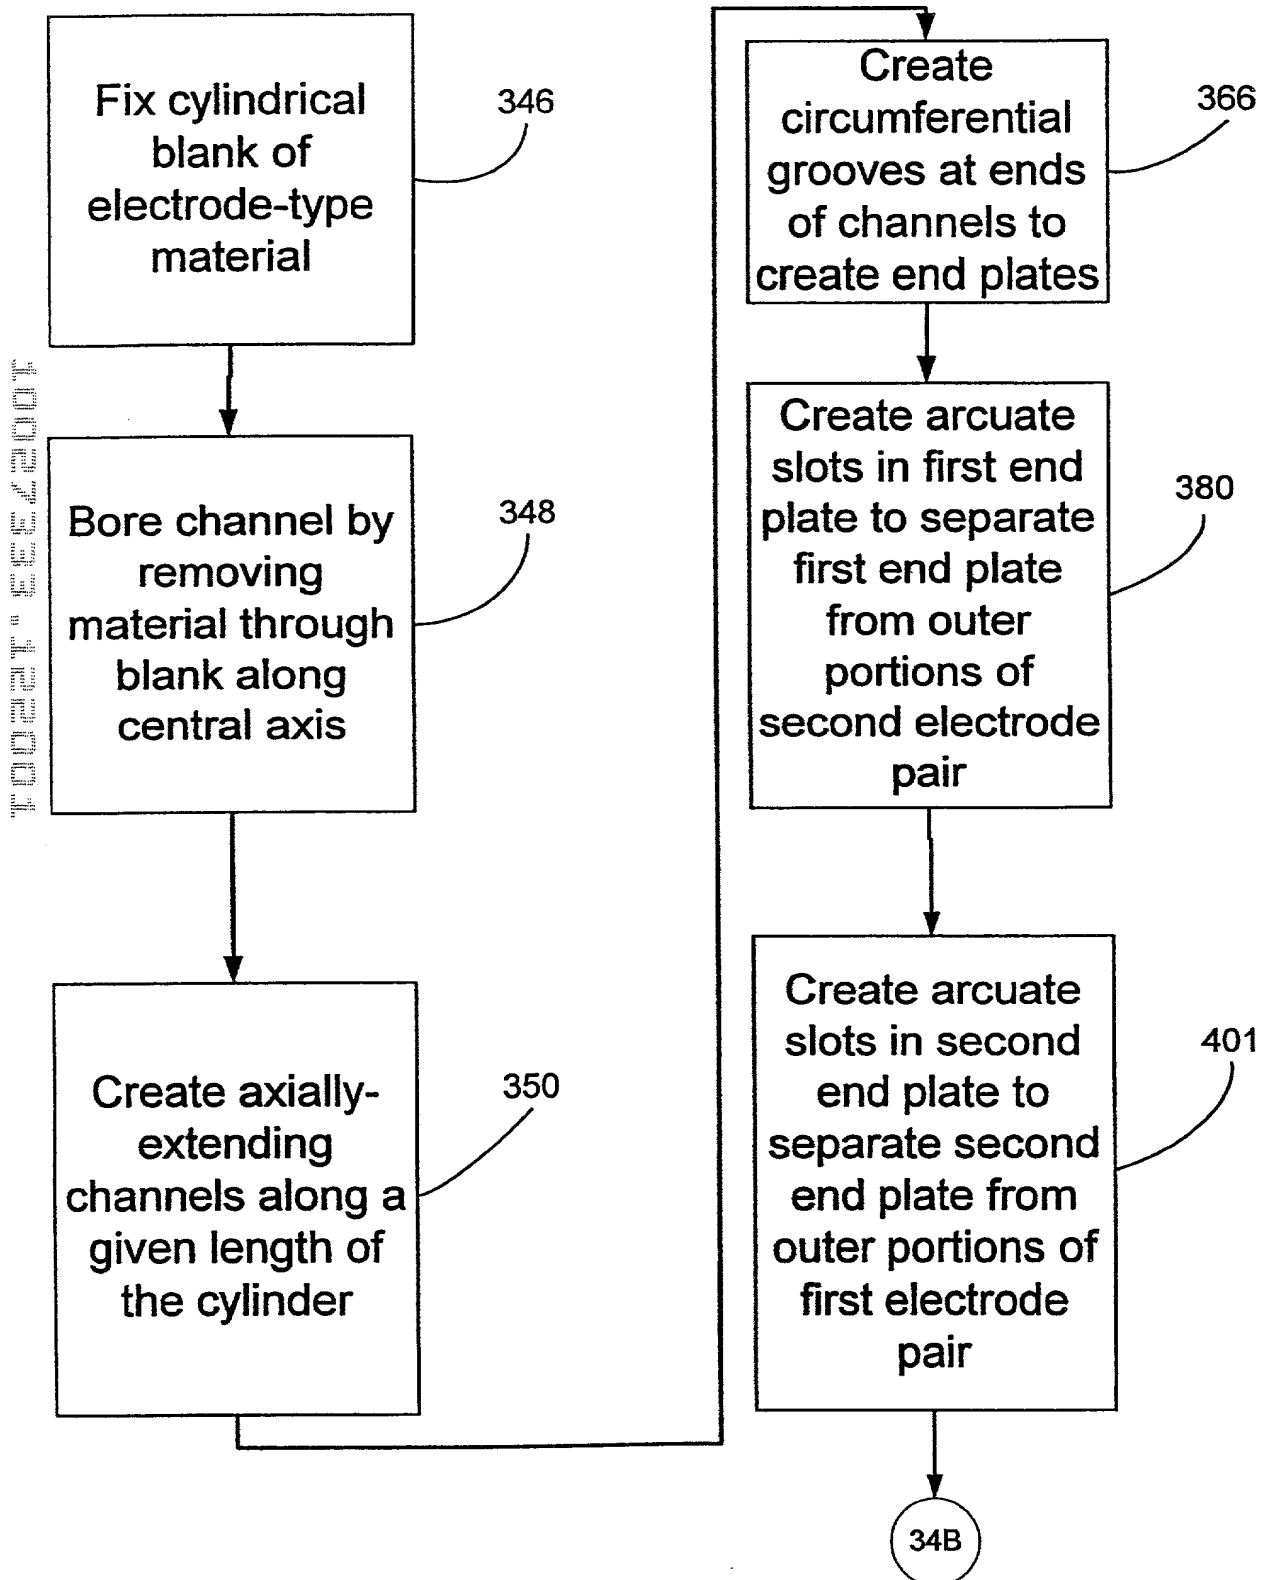 Fix cylindrical
blank of
electrode-type
material
346
Bore channel by
removing
material through
blank along
central axis
348
Create axially-
extending
channels along a
given length of
the cylinder
350
Create
circumferential
grooves at ends
of channels to
create end plates
366
Create arcuate
slots in first end
plate to separate
first end plate
from outer
portions of
second electrode
pair
380
Create arcuate
slots in second
end plate to
separate second
end plate from
outer portions of
first electrode
pair
401
34B